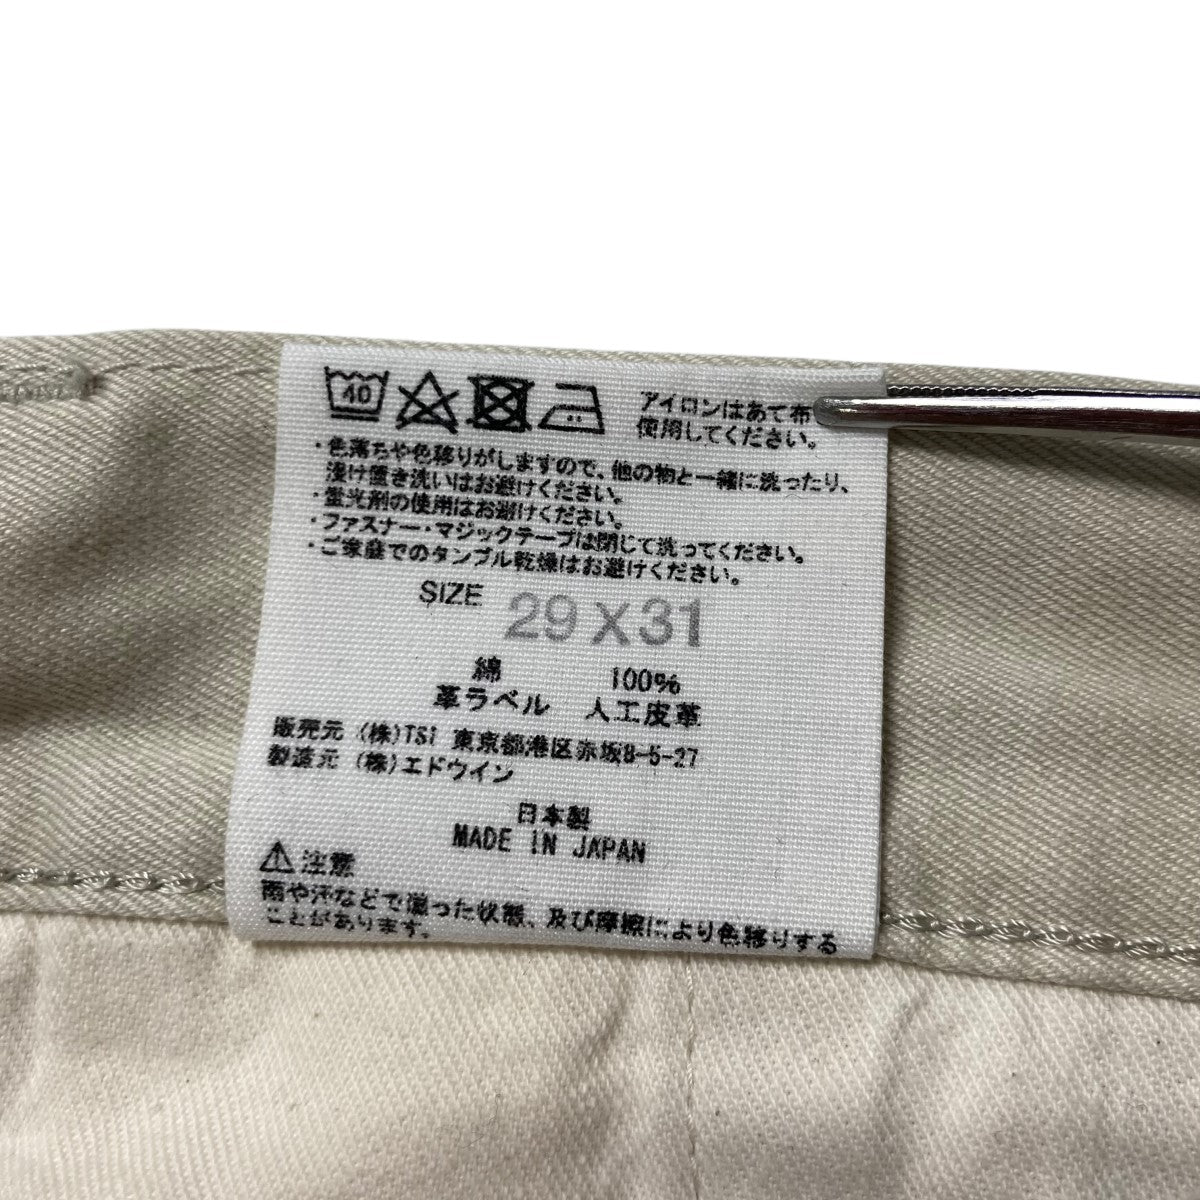 40
アイロンはあて布
使用してください。
・色落ちや色移りがしますので、他の物と一緒に洗ったり、
浸け置き洗いはお避けください。
・蛍光剤の使用はお避けください。
・ファスナー・マジックテープは閉じて洗ってください。
・ご家庭でのタンブル乾燥はお避けください。
SIZE 29X31
綿 100%
革ラベル 人工皮革
販売元 (株)TSI 東京都港区赤坂8-5-27
製造元 (株)エドウイン
日本製
MADE IN JAPAN
⚠注意
雨や汗などで湿った状態、及び摩擦により色移りする
ことがあります。